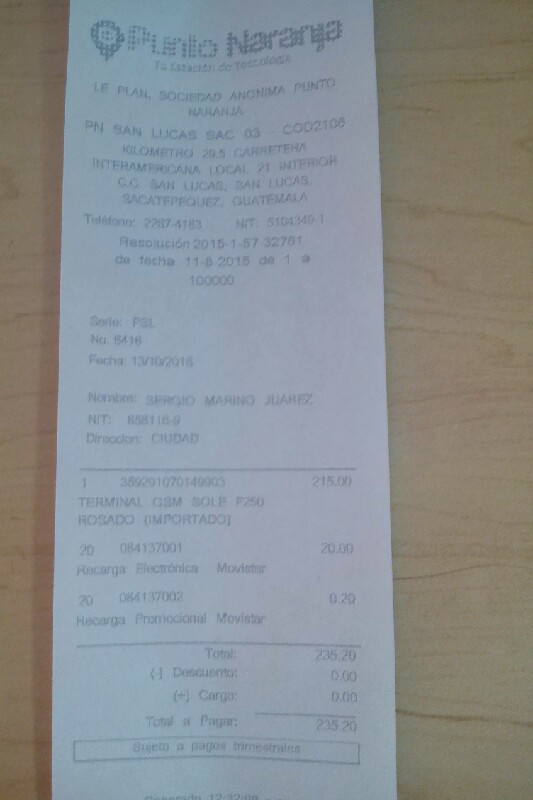 Punto Naranja
Tu Estación de Tecnología
LE PLAN, SOCIEDAD ANONIMA PUNTO
NARANJA
PN SAN LUCAS SAC 03 - COD2106
KILOMETRO 29.5 CARRETERA
INTERAMERICANA LOCAL 21 INTERIOR
C.C. SAN LUCAS, SAN LUCAS,
SACATEPEQUEZ, GUATEMALA
Teléfono: 2287-4183 NIT: 5104349-1
Resolución 2015-1-57-32761
de fecha 11-8-2015 de 1 a
100000
Serie: PSL
No. 6416
Fecha: 13/10/2016
Nombre: SERGIO MARINO JUAREZ
NIT: 658116-9
Direccion: CIUDAD
1 359291070149903 215.00
TERMINAL GSM SOLE F250
ROSADO (IMPORTADO)
20 084137001 20.00
Recarga Electrónica Movistar
20 084137002 0.20
Recarga Promocional Movistar
Total: 235.20
(-) Descuento: 0.00
(+) Cargo: 0.00
Total a Pagar: 235.20
Sujeto a pagos trimestrales